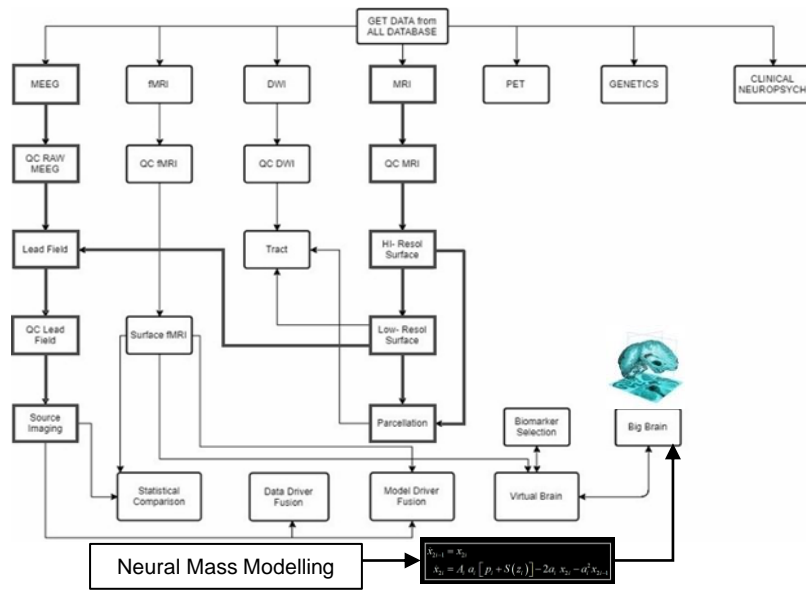 GET DATA from
ALL DATABASE
MEEG
fMRI
DWI
MRI
PET
GENETICS
CLINICAL
NEUROPSYCH
QC RAW
MEEG
QC fMRI
QC DWI
QC MRI
Lead Field
Tract
HI- Resol
Surface
QC Lead
Field
Surface fMRI
Low- Resol
Surface
Source
Imaging
Parcellation
Biomarker
Selection
Big Brain
Statistical
Comparison
Data Driver
Fusion
Model Driver
Fusion
Virtual Brain
Neural Mass Modelling
ẋ₂ᵢ₋₁ = x₂ᵢ
ẋ₂ᵢ = Aᵢ aᵢ [ pᵢ + S(zᵢ) ] − 2aᵢ x₂ᵢ − aᵢ² x₂ᵢ₋₁